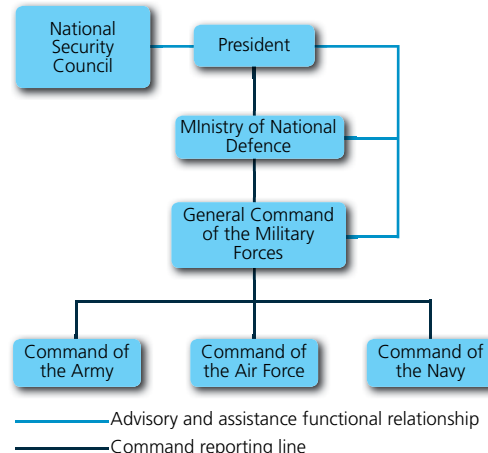 National
Security
Council
President
MInistry of National
Defence
General Command
of the Military
Forces
Command of
the Army
Command of
the Air Force
Command of
the Navy
Advisory and assistance functional relationship
Command reporting line